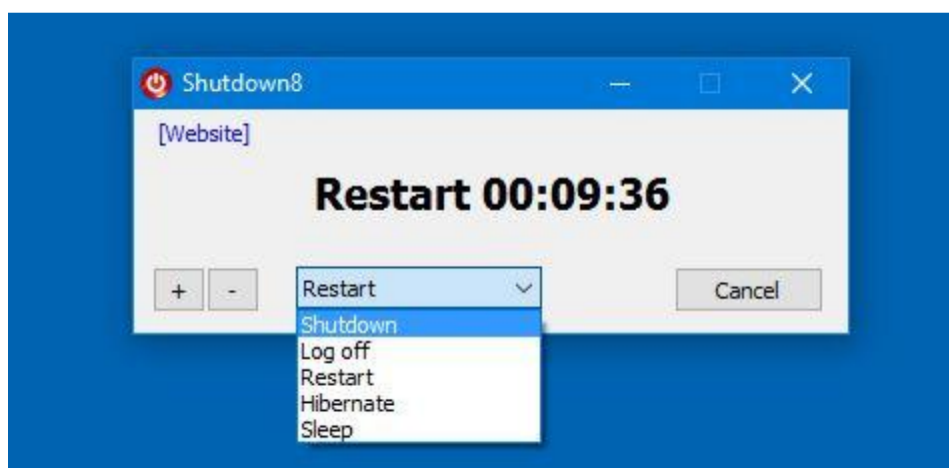 Shutdown8
[Website]
Restart 00:09:36
+ - Restart Cancel
Shutdown
Log off
Restart
Hibernate
Sleep